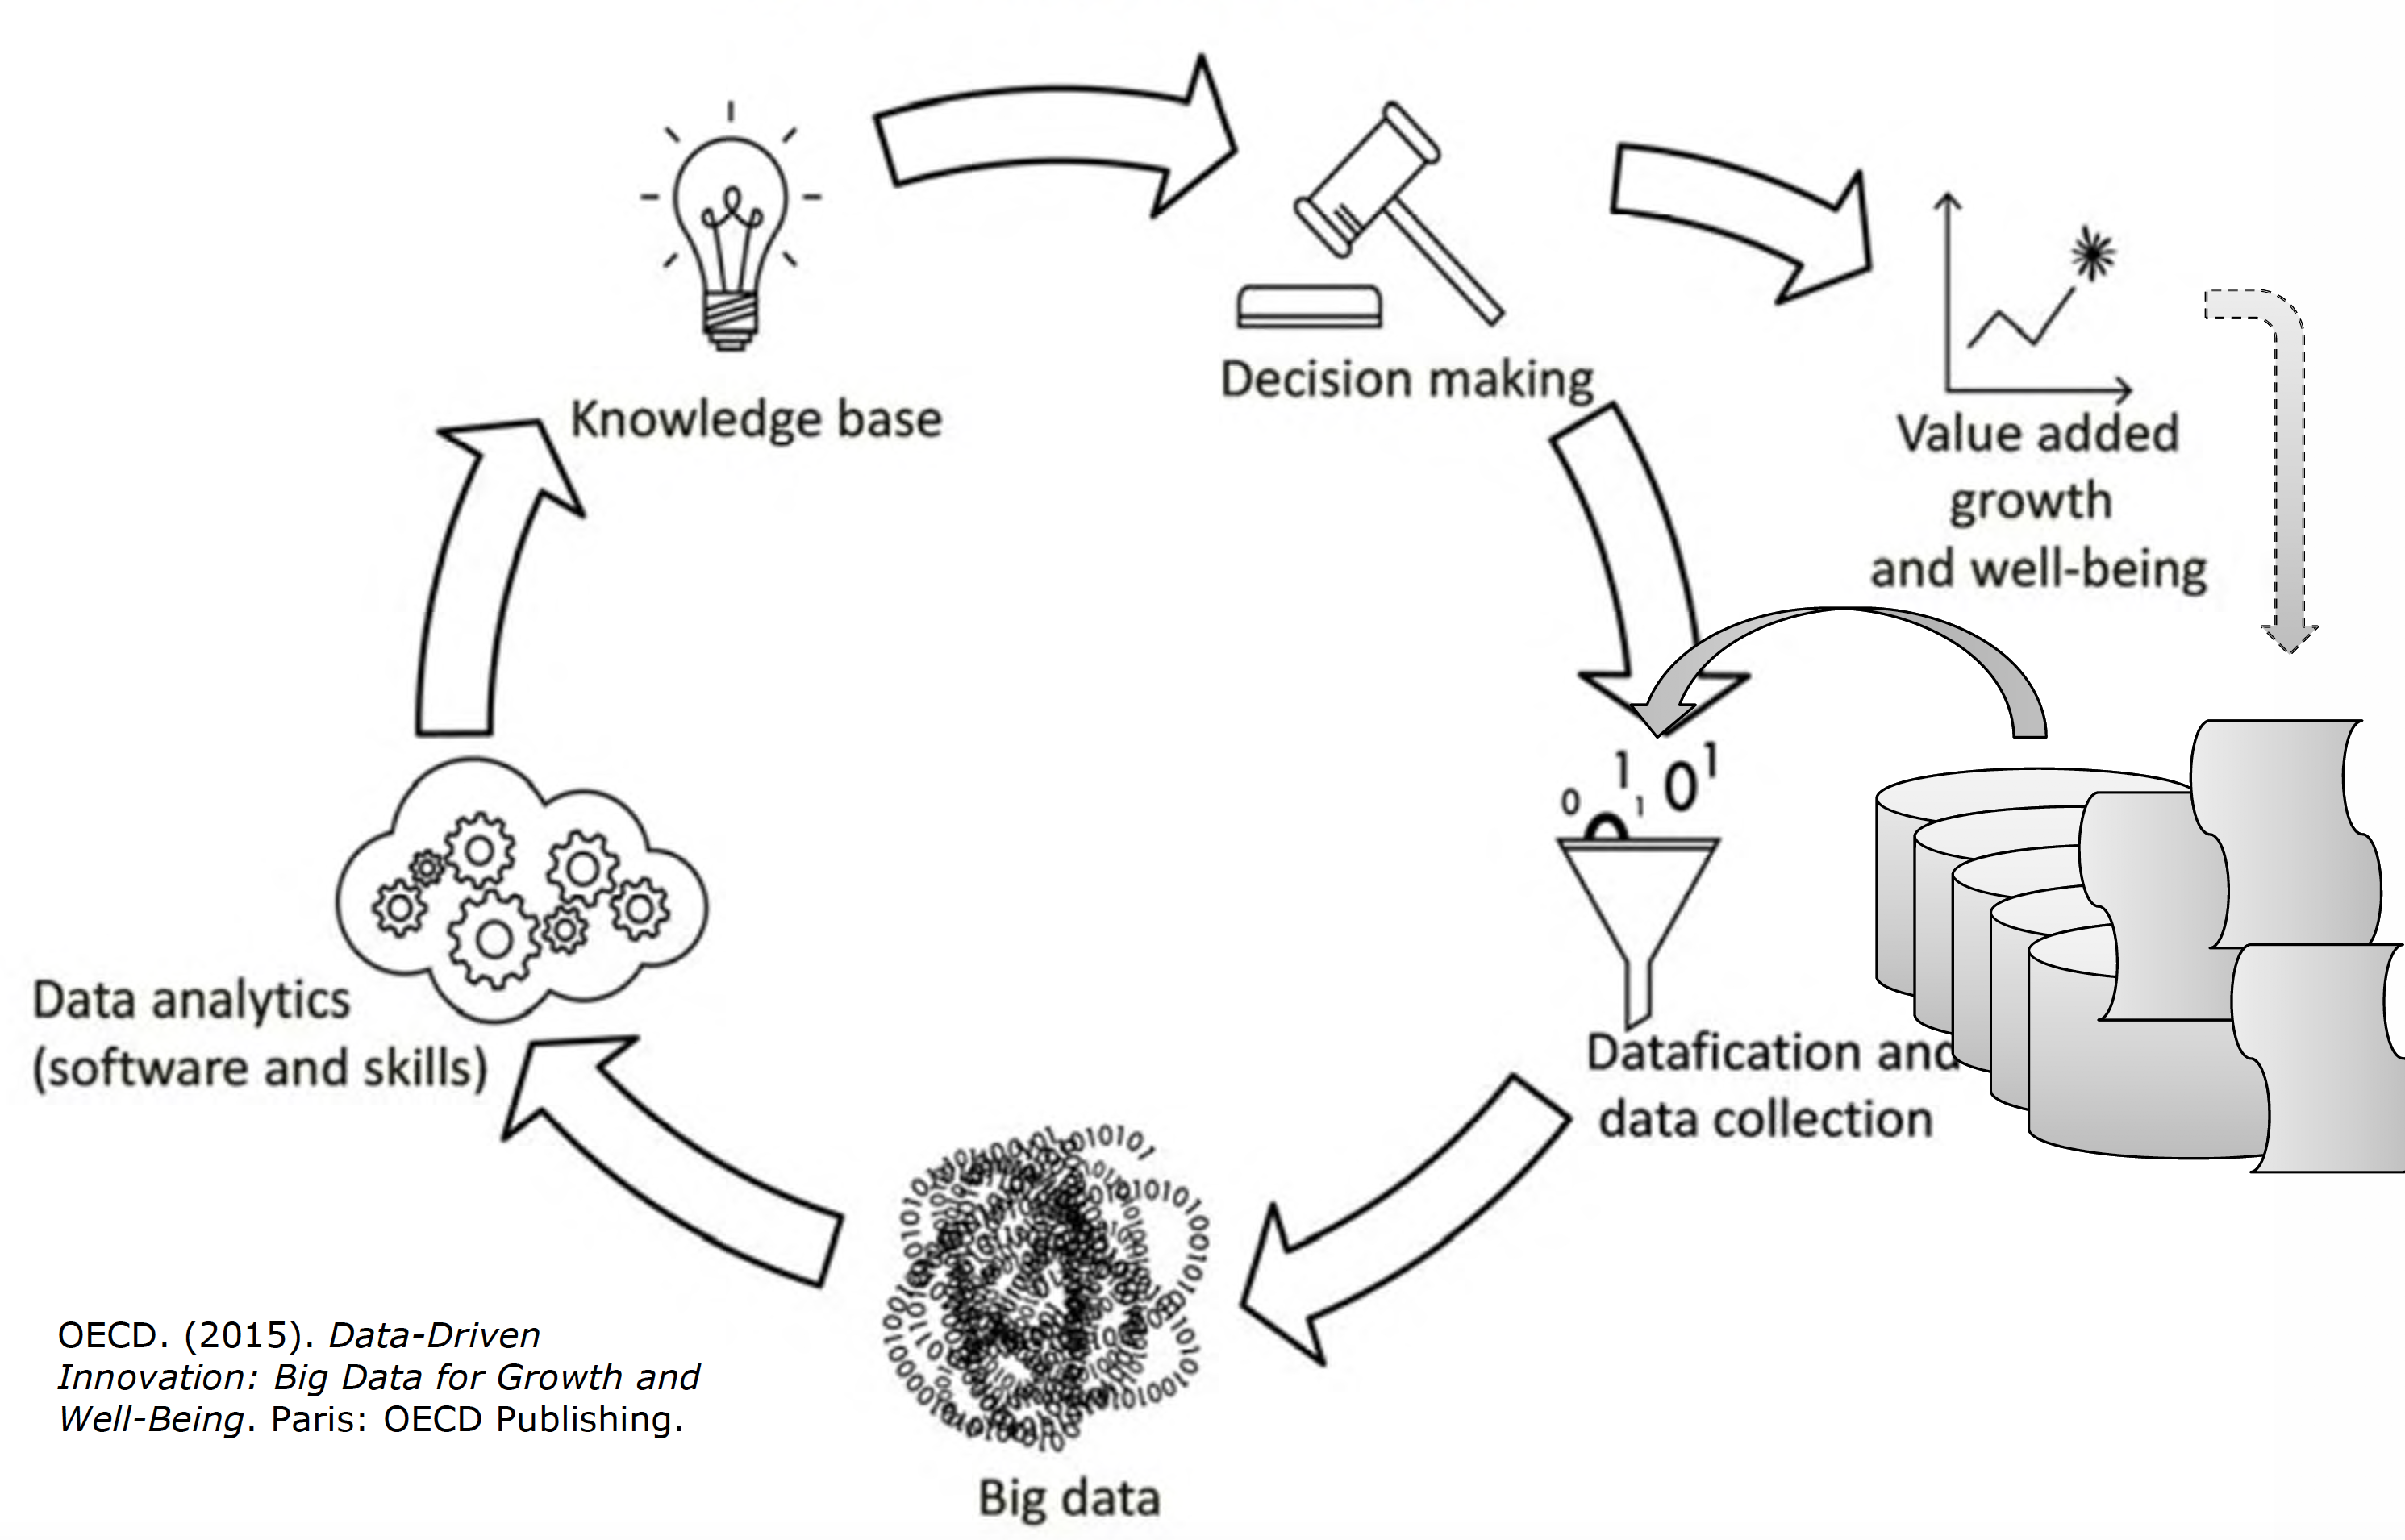 Knowledge base
Decision making
Value added
growth
and well-being
0 1 1 0 1
Datafication and
data collection
Data analytics
(software and skills)
Big data
OECD. (2015). Data-Driven
Innovation: Big Data for Growth and
Well-Being. Paris: OECD Publishing.